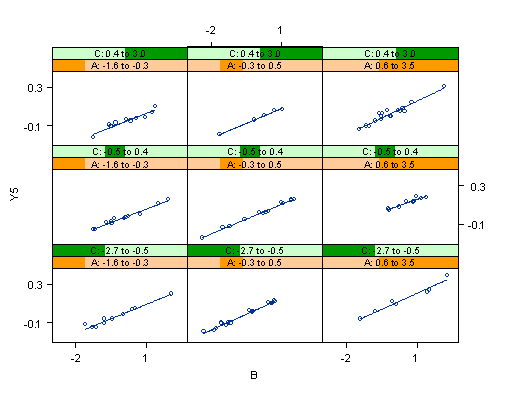 -2 1
C: 0.4 to 3.0 C: 0.4 to 3.0 C: 0.4 to 3.0
A: -1.6 to -0.3 A: -0.3 to 0.5 A: 0.6 to 3.5
0.3
-0.1
C: -0.5 to 0.4 C: -0.5 to 0.4 C: -0.5 to 0.4
A: -1.6 to -0.3 A: -0.3 to 0.5 A: 0.6 to 3.5
0.3
-0.1
Y5
C: -2.7 to -0.5 C: -2.7 to -0.5 C: -2.7 to -0.5
A: -1.6 to -0.3 A: -0.3 to 0.5 A: 0.6 to 3.5
0.3
-0.1
-2 1 -2 1
B